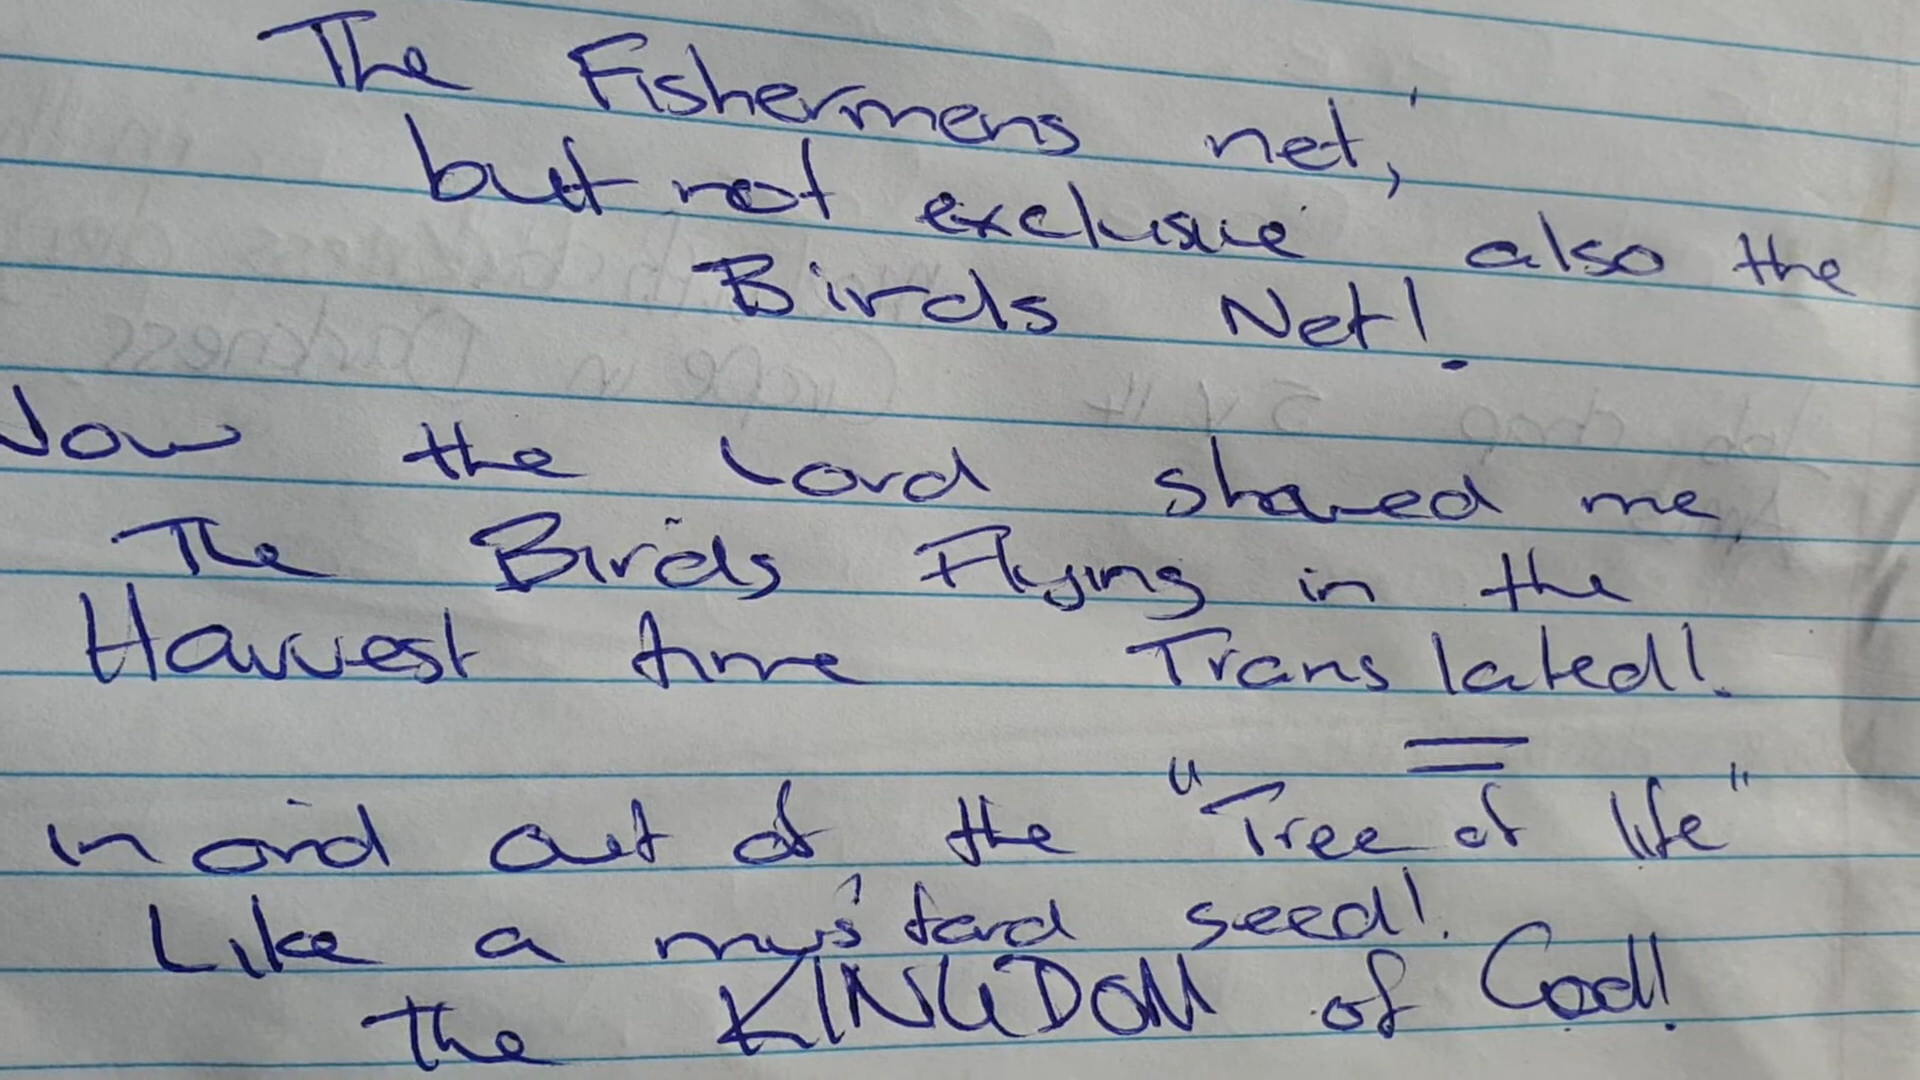 The Fishermens net,
but not exclusive also the
Birds Net!
Now the Lord shared me
The Birds Flying in the
Harvest time Translated!
in and out of the "Tree of life"
Like a mustard seed!
the KINGDOM of God!